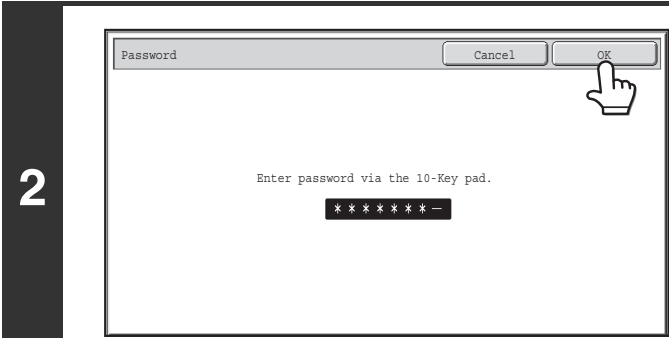 Password
Cancel
OK
2
Enter password via the 10-Key pad.
*******–